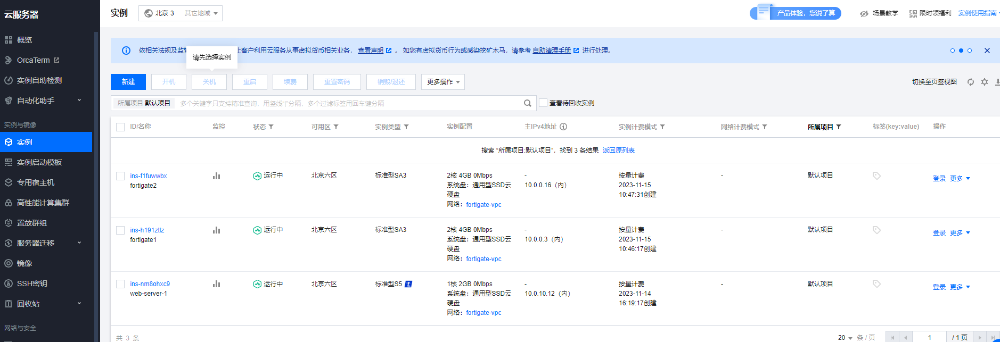 云服务器
实例
北京 3 其它地域
产品体验，您说了算
场景教学
限时领福利
实例使用指南
概览
OrcaTerm
实例自助检测
自动化助手
实例与镜像
实例
实例启动模板
专用宿主机
高性能计算集群
置放群组
服务器迁移
镜像
SSH密钥
回收站
网络与安全
依相关法规及监管
止客户利用云服务从事虚拟货币相关业务， 查看声明 。 如您有虚拟货币行为或感染挖矿木马，请参考 自助清理手册 进行处理。
请先选择实例
新建 开机 关机 重启 续费 重置密码 销毁/退还 更多操作
切换至页签视图
所属项目:默认项目 多个关键字只支持精准查询，用竖线"|"分隔，多个过滤标签用回车键分隔
查看待回收实例
ID/名称 监控 状态 可用区 实例类型 实例配置 主IPv4地址 实例计费模式 网络计费模式 所属项目 标签(key:value) 操作
搜索 "所属项目:默认项目"，找到 3 条结果 返回原列表
ins-f1fuwwbx
fortigate2
运行中
北京六区
标准型SA3
2核 4GB 0Mbps
系统盘：通用型SSD云
硬盘
网络：fortigate-vpc
-
10.0.0.16（内）
按量计费
2023-11-15
10:47:31创建
-
默认项目
登录 更多
ins-h191ztlz
fortigate1
运行中
北京六区
标准型SA3
2核 4GB 0Mbps
系统盘：通用型SSD云
硬盘
网络：fortigate-vpc
-
10.0.0.3（内）
按量计费
2023-11-15
10:46:17创建
-
默认项目
登录 更多
ins-nm8ohxc9
web-server-1
运行中
北京六区
标准型S5
1核 2GB 0Mbps
系统盘：通用型SSD云
硬盘
网络：fortigate-vpc
-
10.0.10.12（内）
按量计费
2023-11-14
16:19:17创建
-
默认项目
登录 更多
共 3 条
20 条 / 页
1 / 1 页